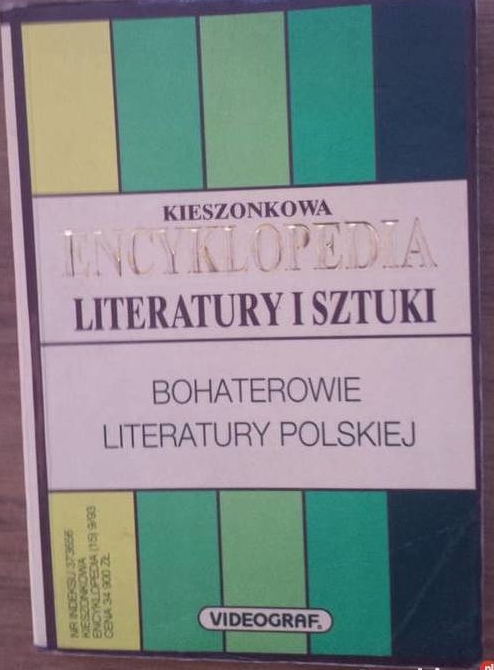 KIESZONKOWA
ENCYKLOPEDIA
LITERATURY I SZTUKI
BOHATEROWIE
LITERATURY POLSKIEJ
NR INDEKSU 373656
KIESZONKOWA
ENCYKLOPEDIA (15) 9/93
CENA 34 900 ZŁ
VIDEOGRAF